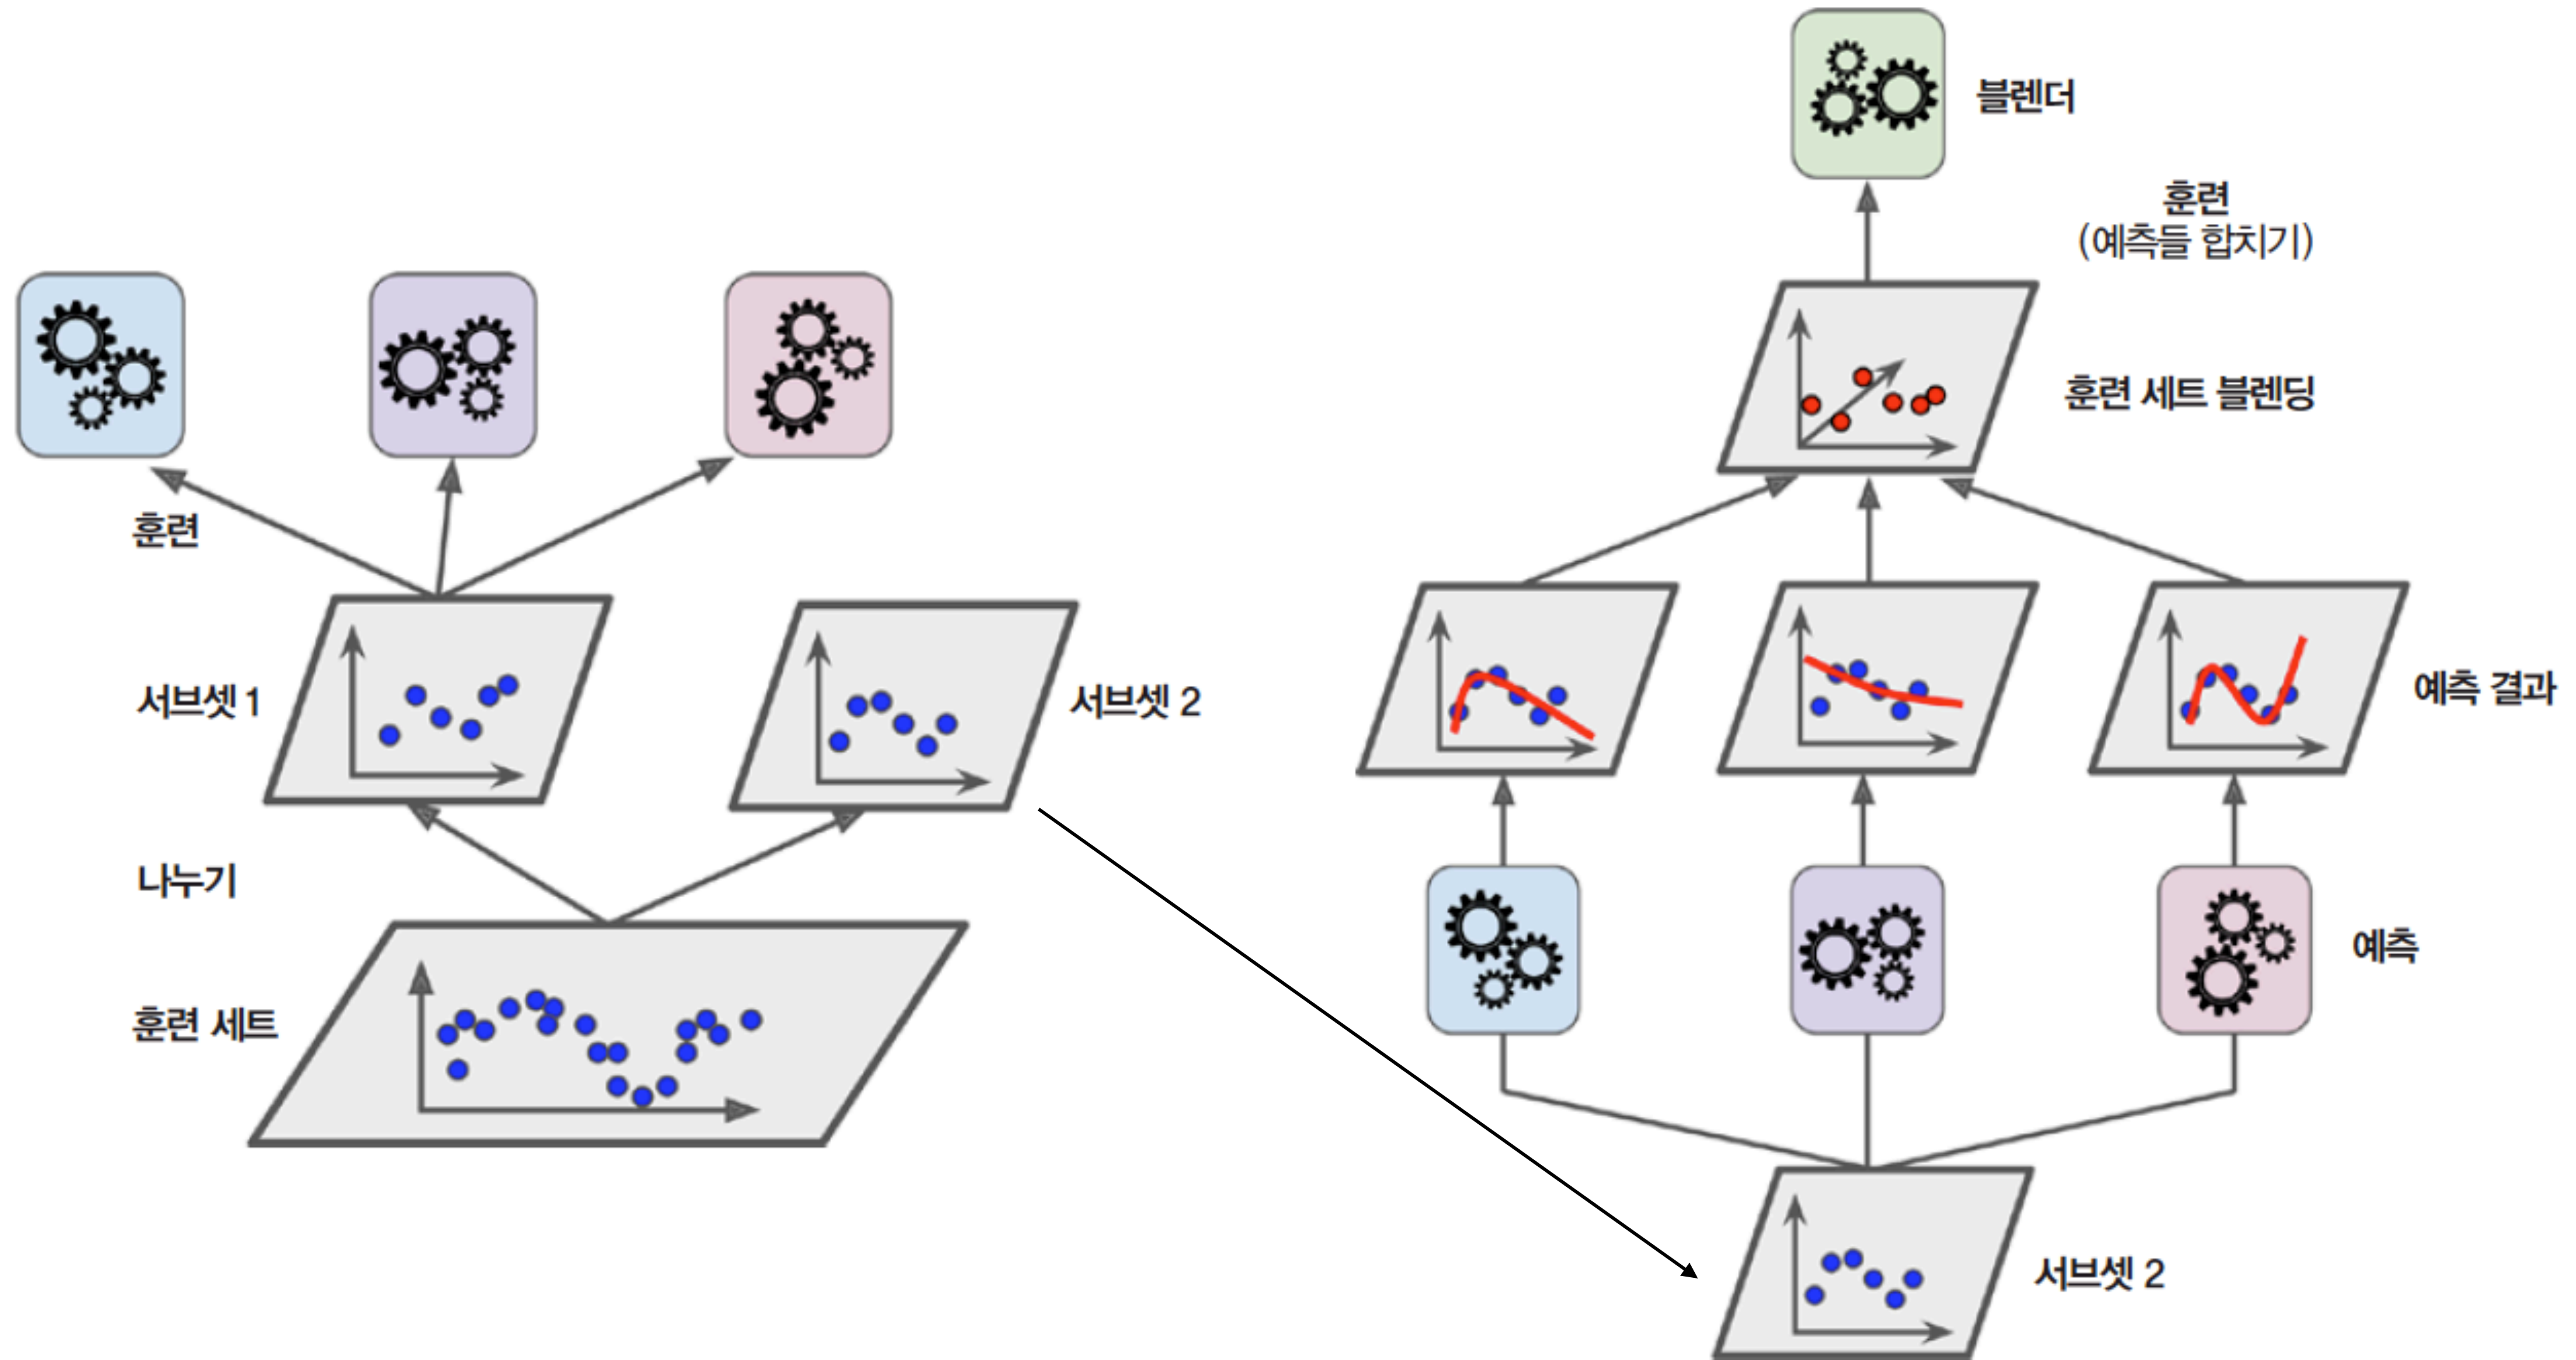 훈련
서브셋 1
서브셋 2
나누기
훈련 세트
블렌더
훈련
(예측들 합치기)
훈련 세트 블렌딩
예측 결과
예측
서브셋 2